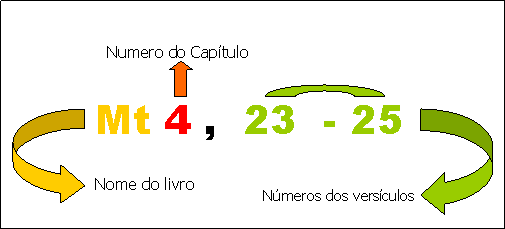 Numero do Capítulo
Mt 4 , 23 - 25
Nome do livro
Números dos versículos